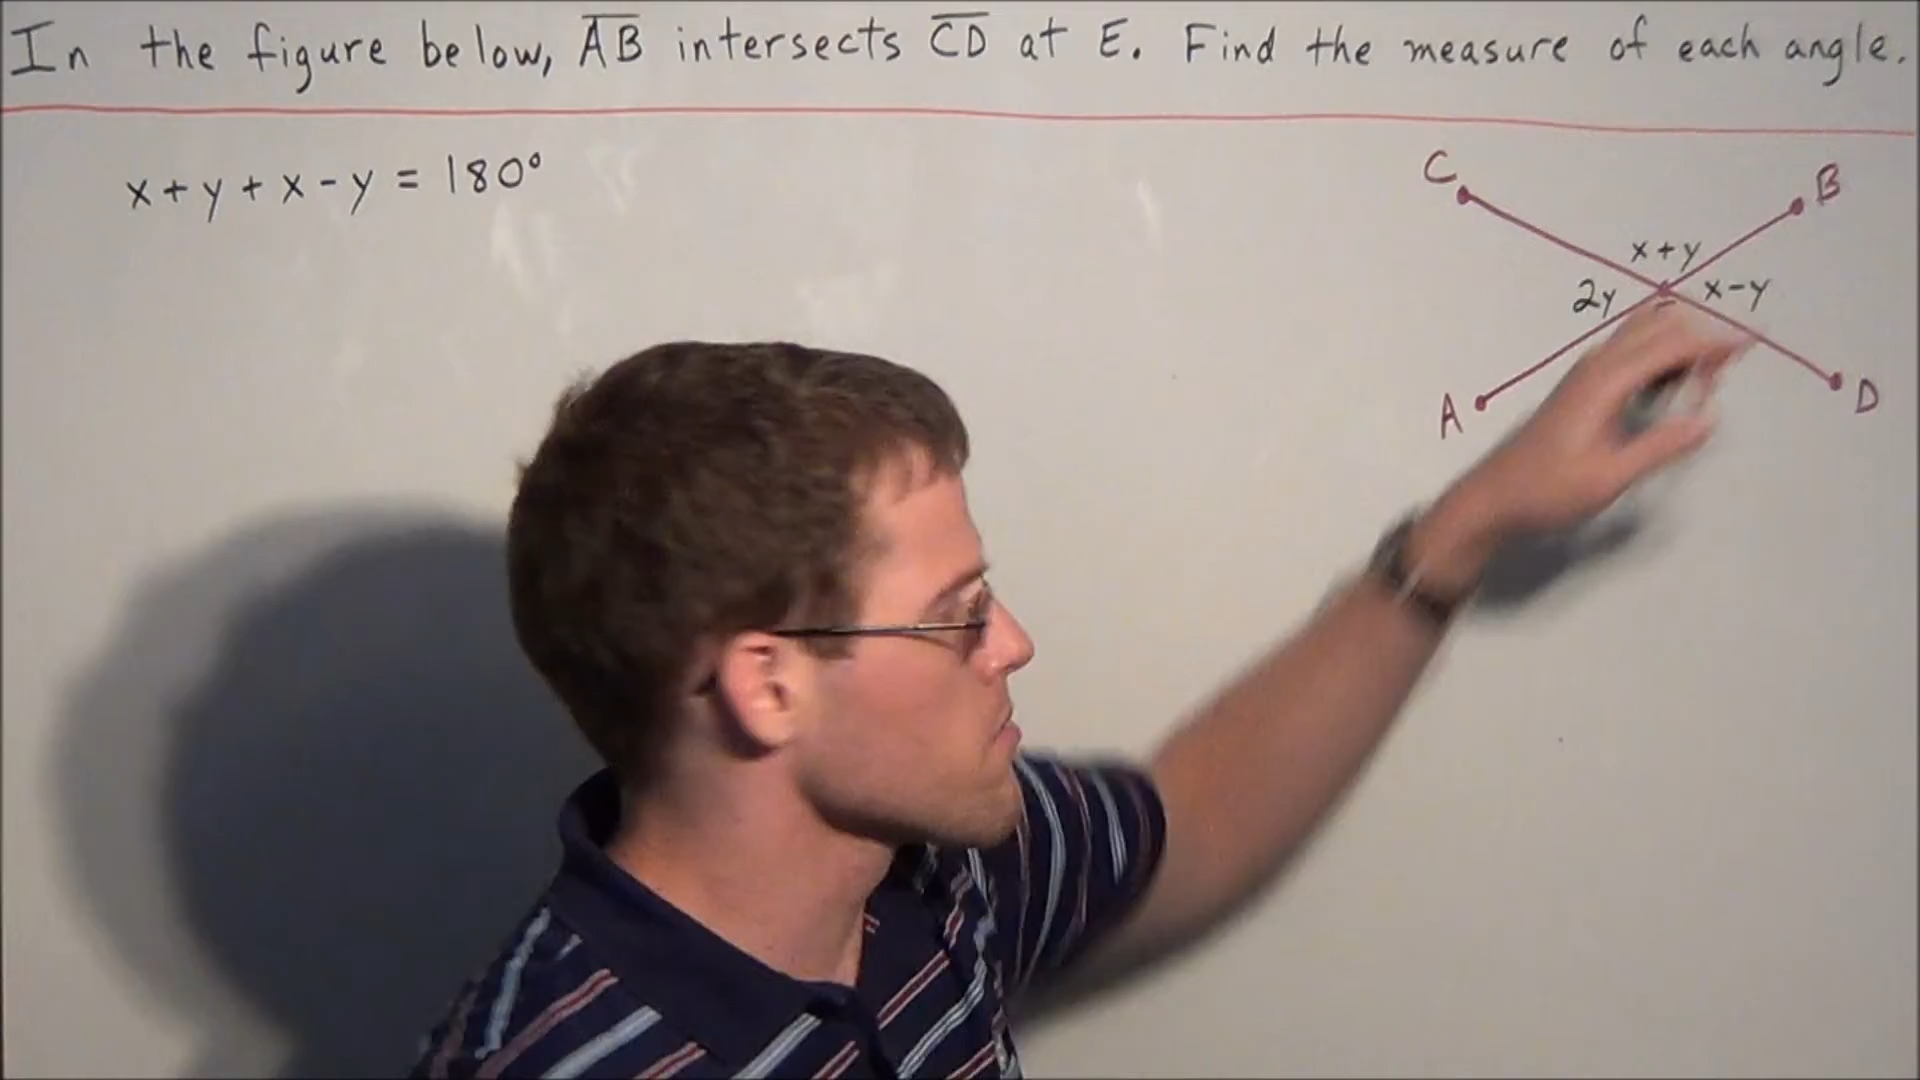 In the figure below, AB intersects CD at E. Find the measure of each angle.
x + y + x - y = 180°
C
B
x + y
2y
x - y
A
D